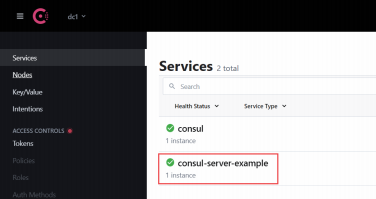 dc1
Services
Nodes
Key/Value
Intentions
ACCESS CONTROLS
Tokens
Policies
Roles
Auth Methods
Services 2 total
Search
Health Status
Service Type
consul
1 instance
consul-server-example
1 instance